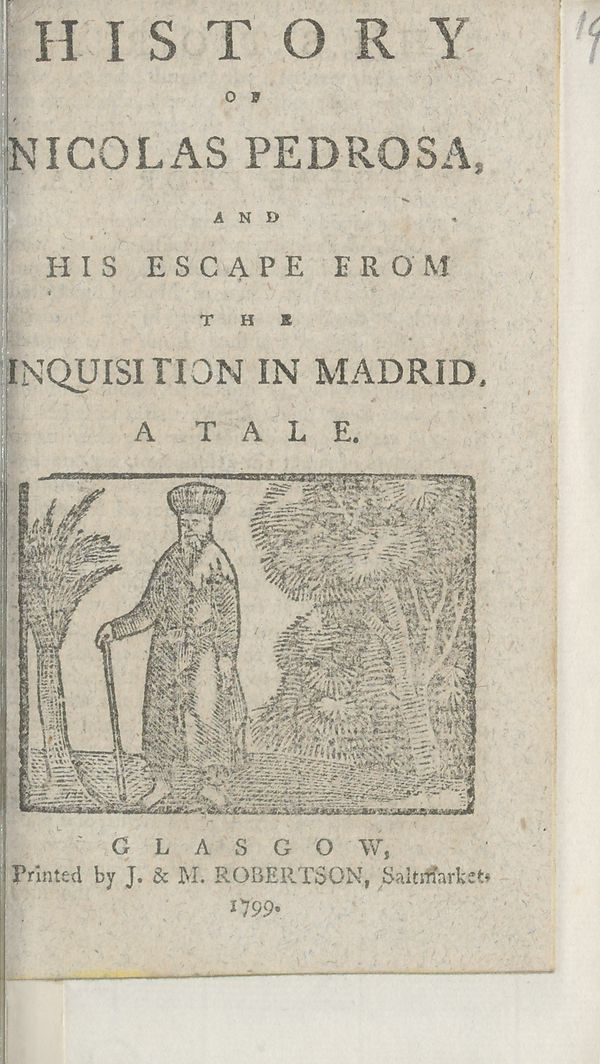 HISTORY
OF
NICOLAS PEDROSA,
AND
HIS ESCAPE FROM
THE
INQUISITION IN MADRID.
A TALE.
GLASGOW,
Printed by J. & M. ROBERTSON, Saltmarket,
1799.